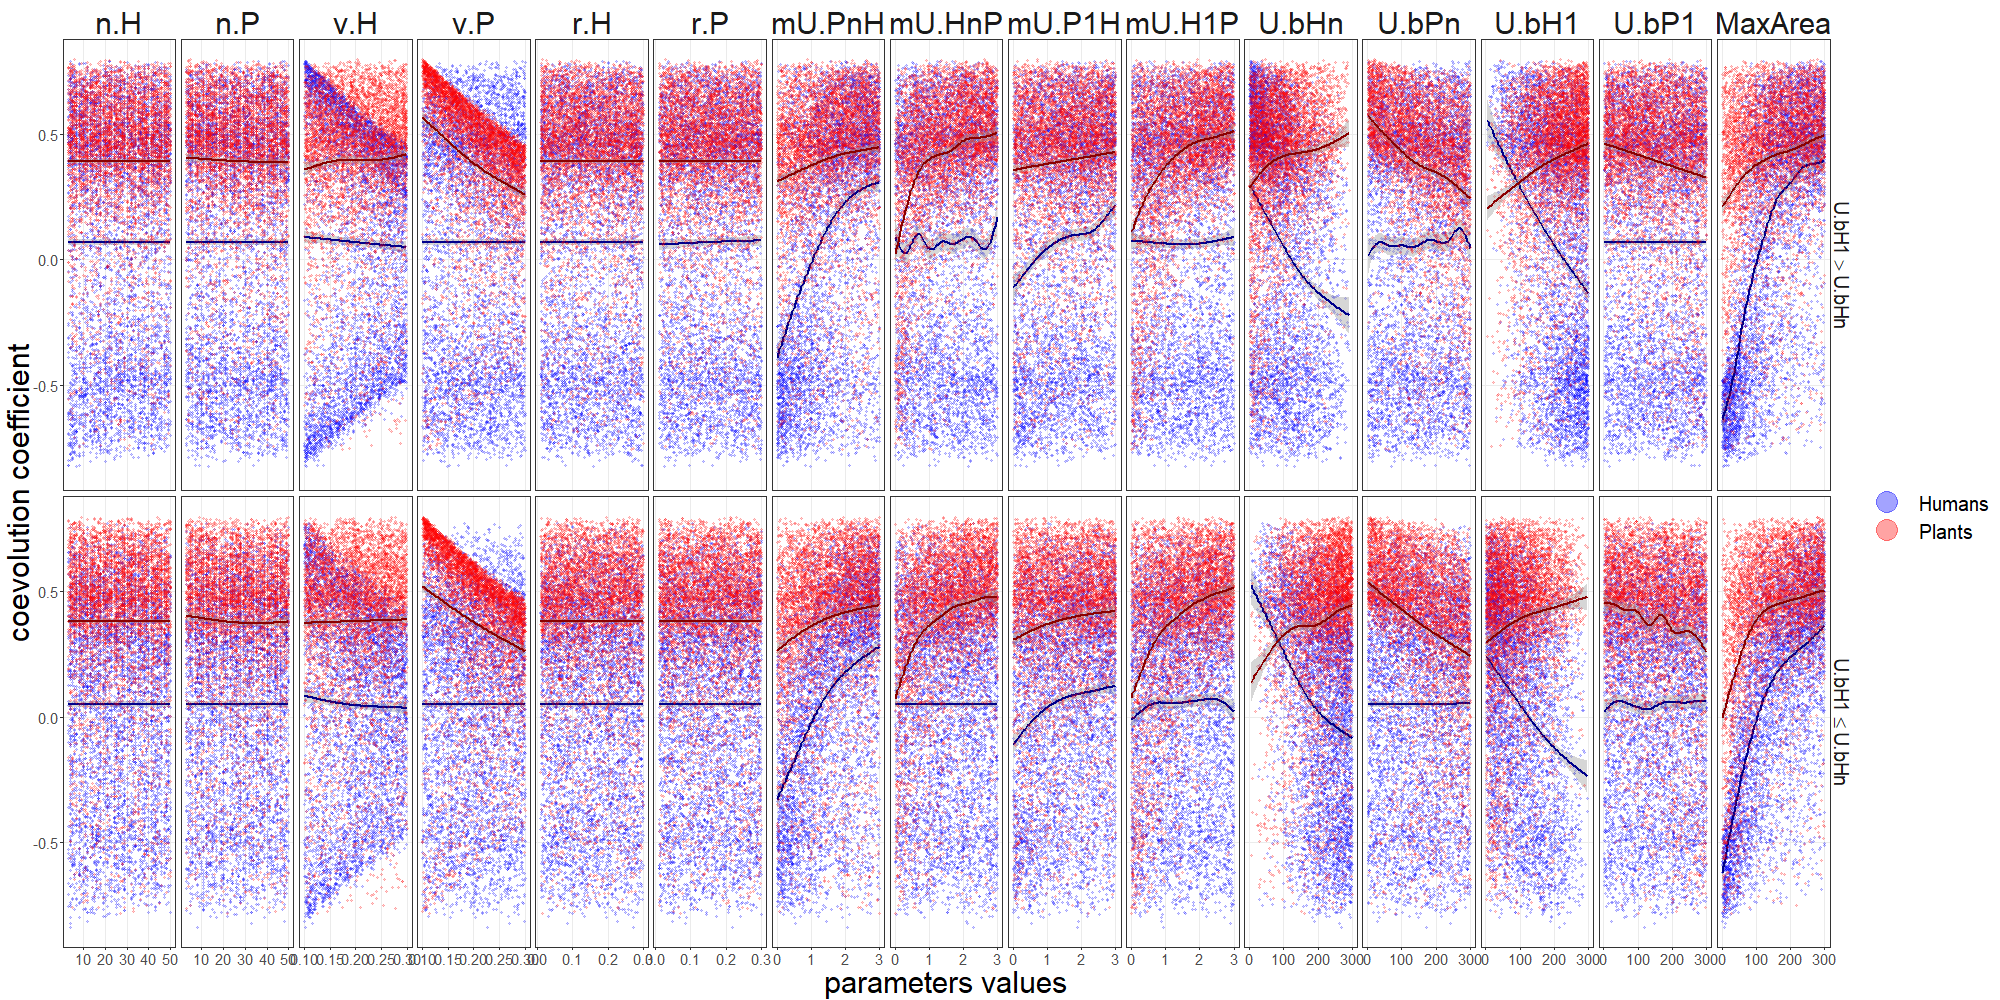 n.H n.P v.H v.P r.H r.P mU.PnH mU.HnP mU.P1H mU.H1P U.bHn U.bPn U.bH1 U.bP1 MaxArea
coevolution coefficient
0.5
0.0
-0.5
U.bH1 > U.bHn
0.5
0.0
-0.5
U.bH1 ≤ U.bHn
Humans
Plants
10 20 30 40 50 10 20 30 40 50 0.10 0.15 0.20 0.25 0.30 0.10 0.15 0.20 0.25 0.30 0.0 0.1 0.2 0.3 0.0 0.1 0.2 0.3 0 1 2 3 0 1 2 3 0 1 2 3 0 1 2 3 0 100 200 300 0 100 200 300 0 100 200 300 0 100 200 300 0 100 200 300
parameters values